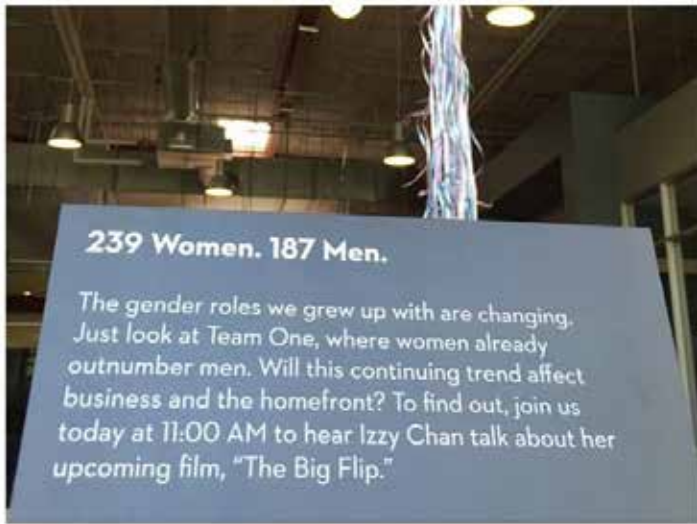 239 Women. 187 Men.
The gender roles we grew up with are changing.
Just look at Team One, where women already
outnumber men. Will this continuing trend affect
business and the homefront? To find out, join us
today at 11:00 AM to hear Izzy Chan talk about her
upcoming film, “The Big Flip.”